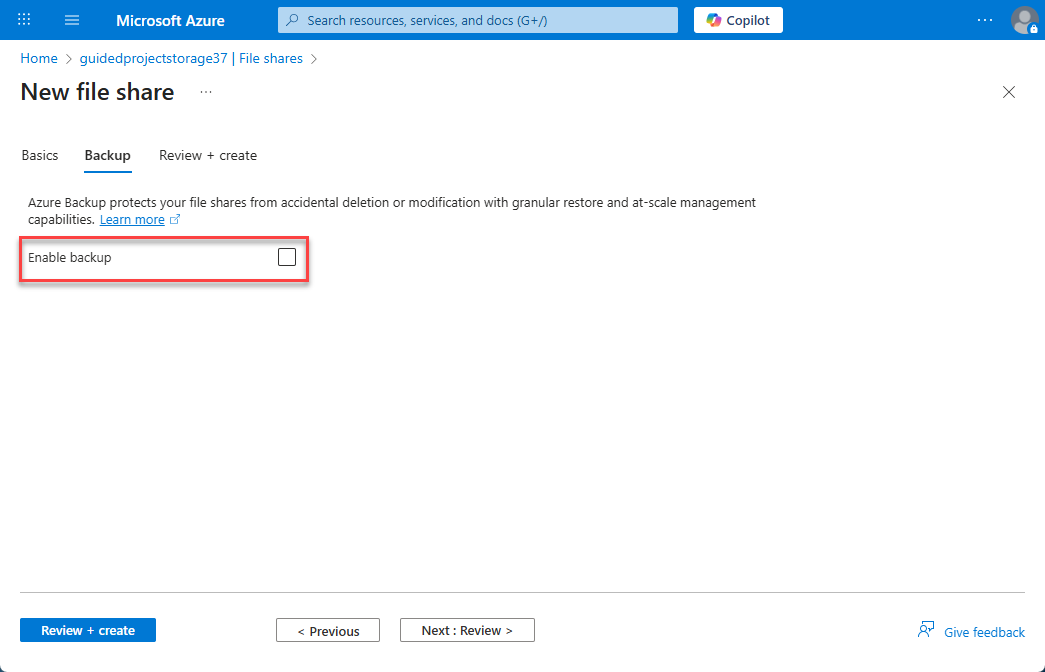 Microsoft Azure
Search resources, services, and docs (G+/)
Copilot
...
Home > guidedprojectstorage37 | File shares >
New file share ...
Basics Backup Review + create
Azure Backup protects your file shares from accidental deletion or modification with granular restore and at-scale management
capabilities. Learn more
Enable backup
Review + create
< Previous
Next : Review >
Give feedback